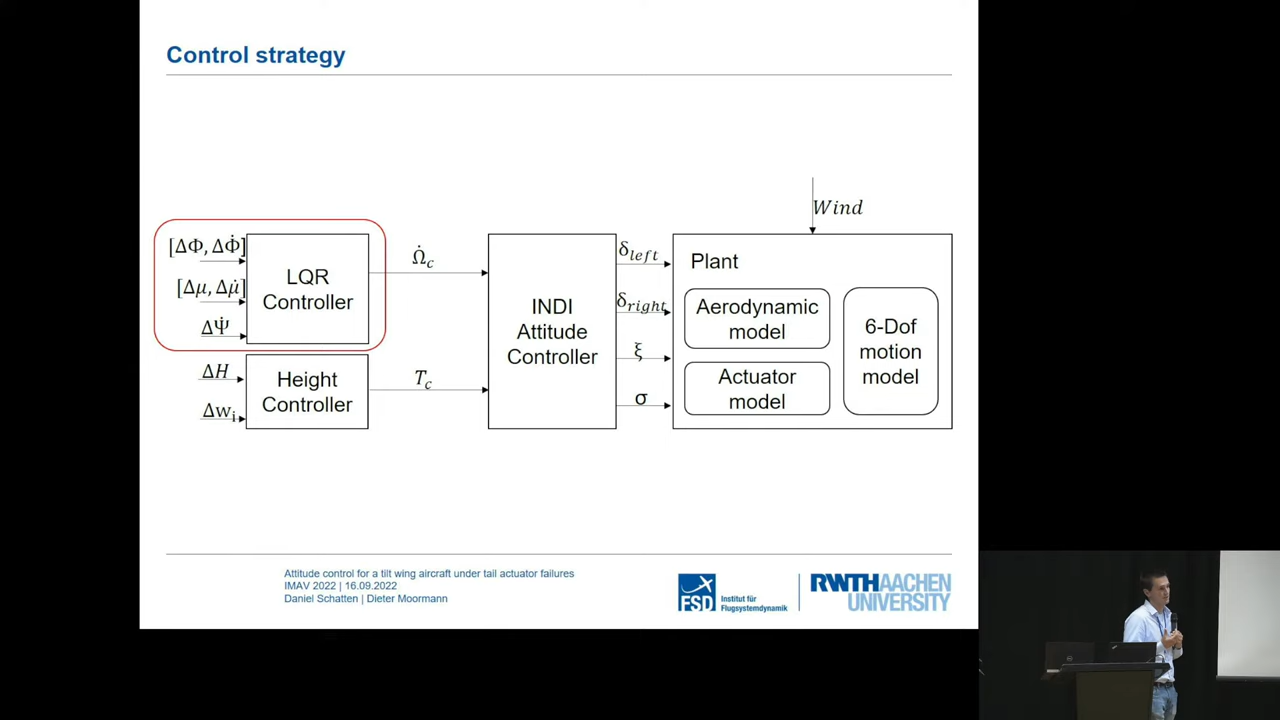 Control strategy
Wind
[ΔΦ, ΔΦ̇]
[Δμ, Δμ̇]
ΔΨ̇
LQR
Controller
Ω̇c
ΔH
Δwi
Height
Controller
Tc
INDI
Attitude
Controller
δleft
δright
ξ
σ
Plant
Aerodynamic
model
Actuator
model
6-Dof
motion
model
Attitude control for a tilt wing aircraft under tail actuator failures
IMAV 2022 | 16.09.2022
Daniel Schatten | Dieter Moormann
FSD
Institut für
Flugsystemdynamik
RWTHAACHEN
UNIVERSITY